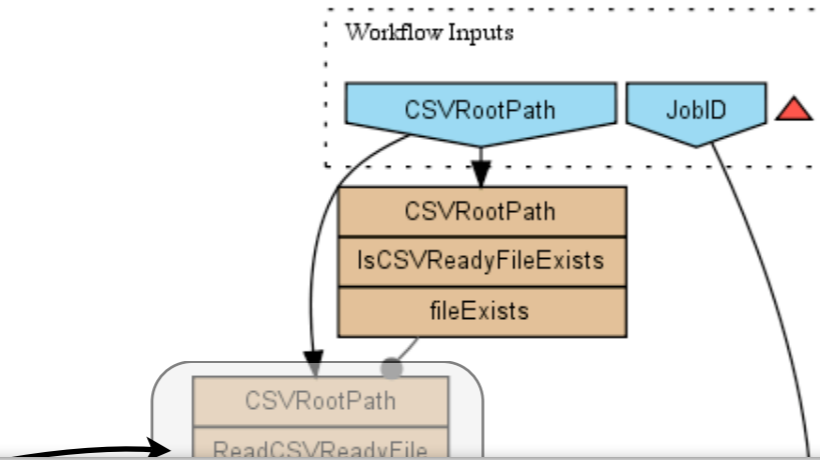 Workflow Inputs
CSVRootPath
JobID
CSVRootPath
IsCSVReadyFileExists
fileExists
CSVRootPath
ReadCSVReadyFile